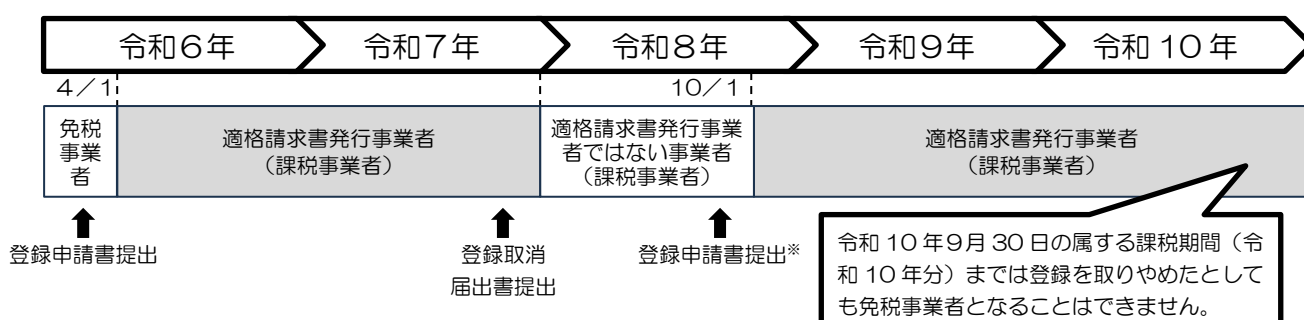 令和６年
令和７年
令和８年
令和９年
令和 10 年
４／１
10／１
免税
事業
者
適格請求書発行事業者
（課税事業者）
適格請求書発行事業
者ではない事業者
（課税事業者）
適格請求書発行事業者
（課税事業者）
登録申請書提出
登録取消
届出書提出
登録申請書提出※
令和 10 年９月 30 日の属する課税期間（令
和 10 年分）までは登録を取りやめたとして
も免税事業者となることはできません。